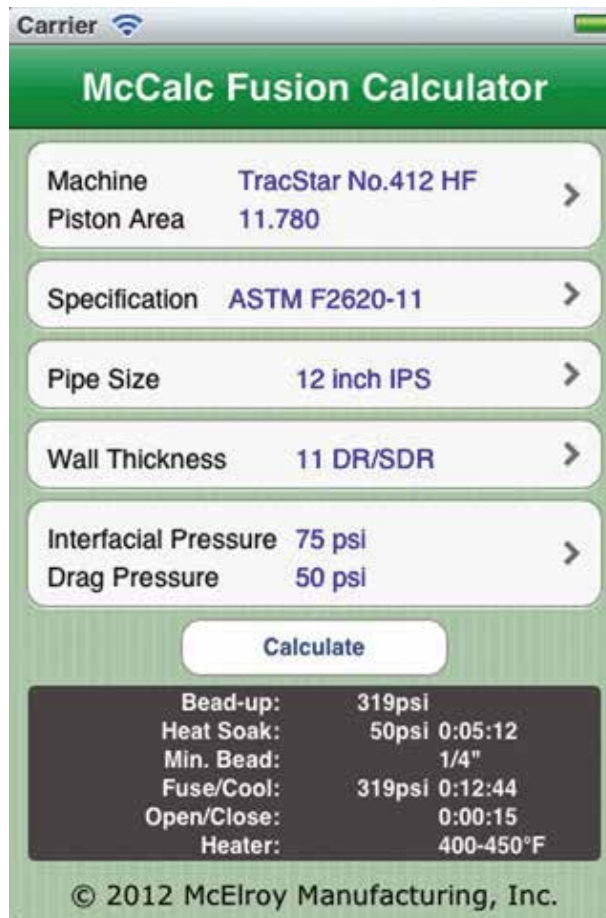 Carrier
McCalc Fusion Calculator
Machine TracStar No.412 HF
Piston Area 11.780
Specification ASTM F2620-11
Pipe Size 12 inch IPS
Wall Thickness 11 DR/SDR
Interfacial Pressure 75 psi
Drag Pressure 50 psi
Calculate
Bead-up: 319psi
Heat Soak: 50psi 0:05:12
Min. Bead: 1/4"
Fuse/Cool: 319psi 0:12:44
Open/Close: 0:00:15
Heater: 400-450°F
© 2012 McElroy Manufacturing, Inc.